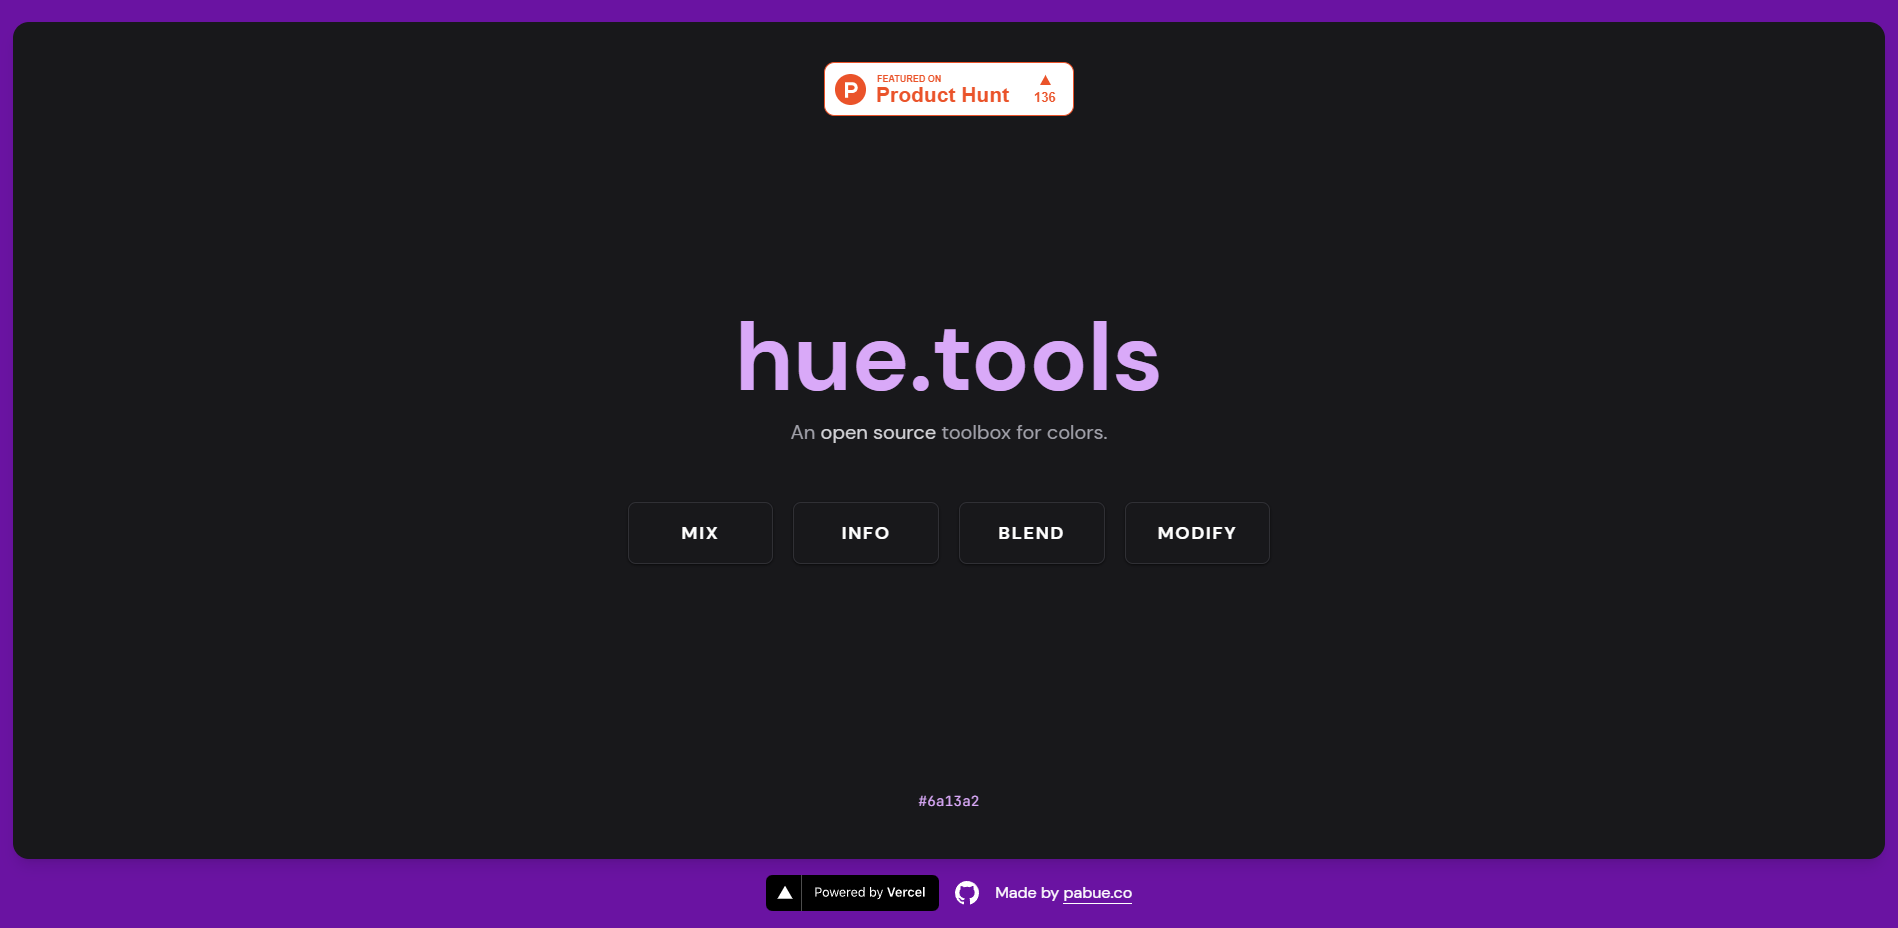 FEATURED ON
Product Hunt
136
hue.tools
An open source toolbox for colors.
MIX
INFO
BLEND
MODIFY
#6a13a2
Powered by Vercel
Made by pabue.co